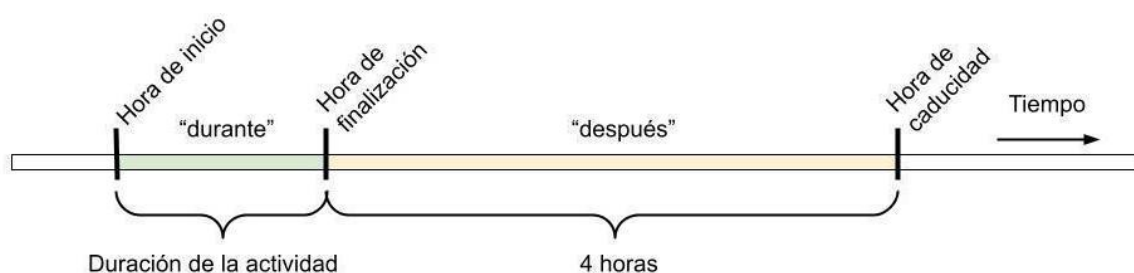 Hora de inicio
Hora de
finalización
Hora de
caducidad
Tiempo
“durante”
“después”
Duración de la actividad
4 horas